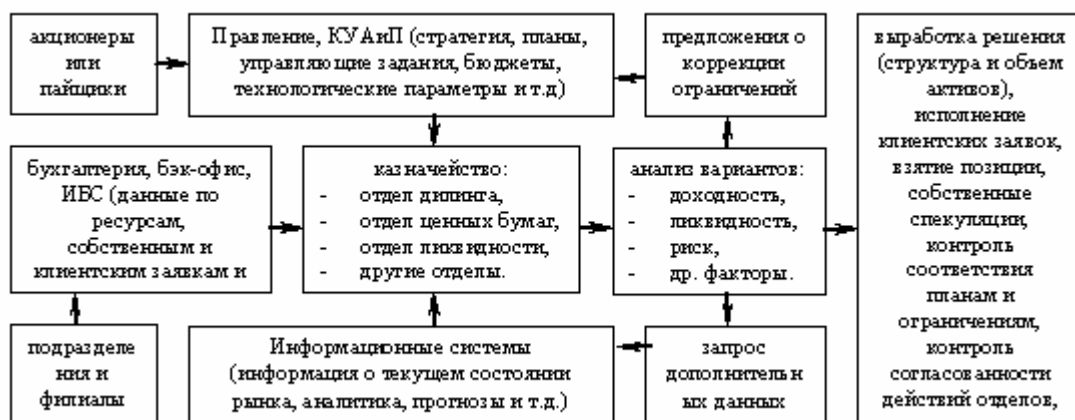 акционеры
или
пайщики
Правление, КУАиП (стратегия, планы,
управляющие задания, бюджеты,
технологические параметры и т.д)
предложения о
коррекции
ограничений
выработка решения
(структура и объем
активов),
исполнение
клиентских заявок,
взятие позиции,
собственные
спекуляции,
контроль
соответствия
планам и
ограничениям,
контроль
согласованности
действий отделов,
бухгалтерия, бэк-офис,
ИБС (данные по
ресурсам,
собственным и
клиентским заявкам и
казначейство:
- отдел дилинга,
- отдел ценных бумаг,
- отдел ликвидности,
- другие отделы.
анализ вариантов:
- доходность,
- ликвидность,
- риск,
- др. факторы.
подразделе
ния и
филиалы
Информационные системы
(информация о текущем состоянии
рынка, аналитика, прогнозы и т.д.)
запрос
дополнительн
ых данных